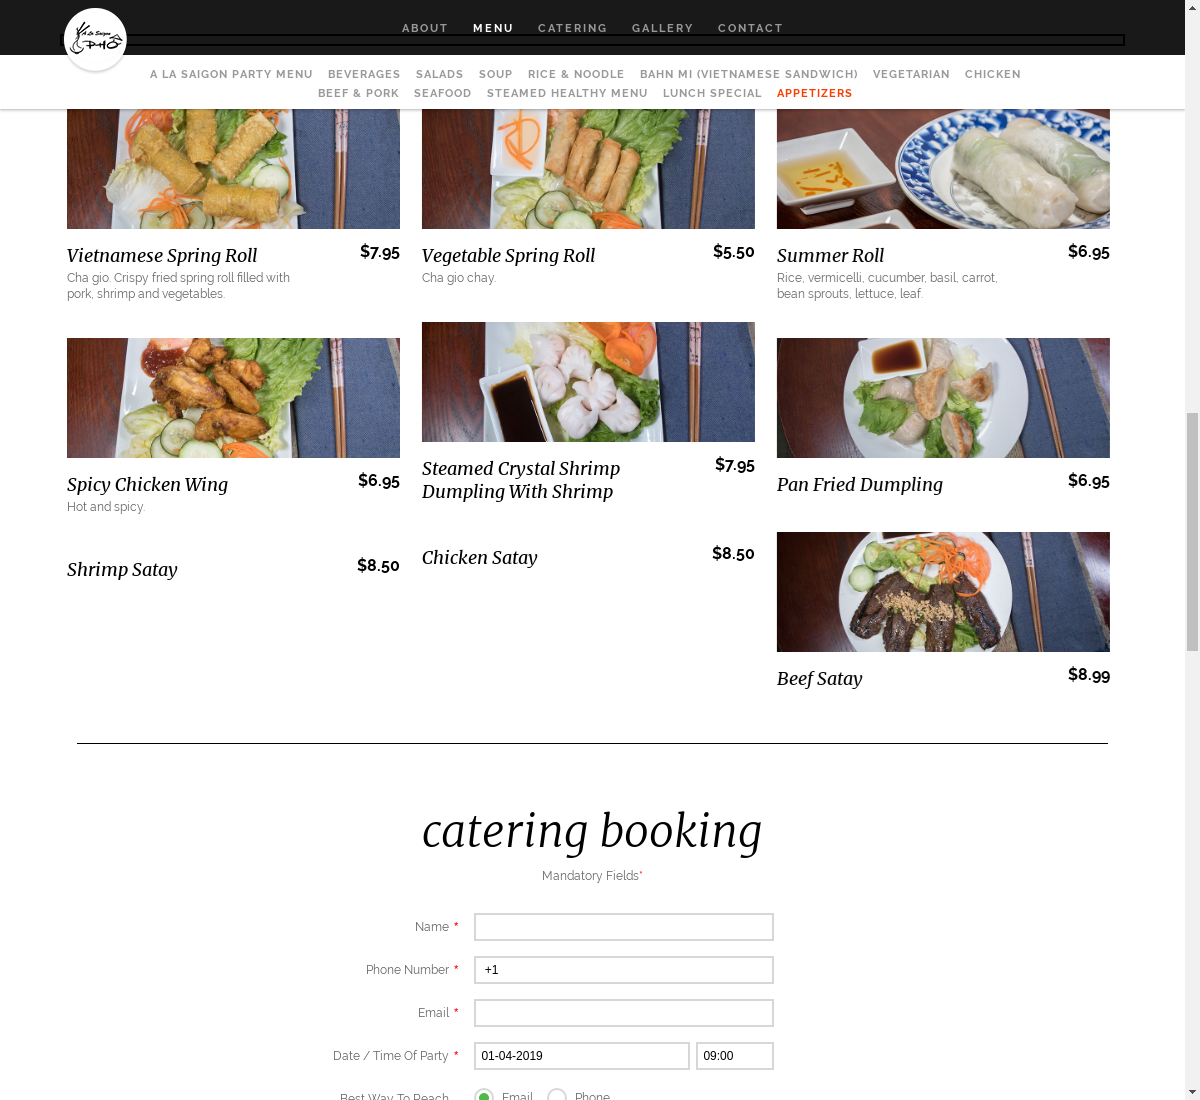 A La Saigon
PHO
ABOUT MENU CATERING GALLERY CONTACT
A LA SAIGON PARTY MENU BEVERAGES SALADS SOUP RICE & NOODLE BAHN MI (VIETNAMESE SANDWICH) VEGETARIAN CHICKEN
BEEF & PORK SEAFOOD STEAMED HEALTHY MENU LUNCH SPECIAL APPETIZERS
Vietnamese Spring Roll $7.95
Cha gio. Crispy fried spring roll filled with
pork, shrimp and vegetables.
Vegetable Spring Roll $5.50
Cha gio chay.
Summer Roll $6.95
Rice, vermicelli, cucumber, basil, carrot,
bean sprouts, lettuce, leaf.
Spicy Chicken Wing $6.95
Hot and spicy.
Steamed Crystal Shrimp $7.95
Dumpling With Shrimp
Pan Fried Dumpling $6.95
Shrimp Satay $8.50
Chicken Satay $8.50
Beef Satay $8.99
catering booking
Mandatory Fields*
Name *
Phone Number * +1
Email *
Date / Time Of Party * 01-04-2019 09:00
Best Way To Reach Email Phone